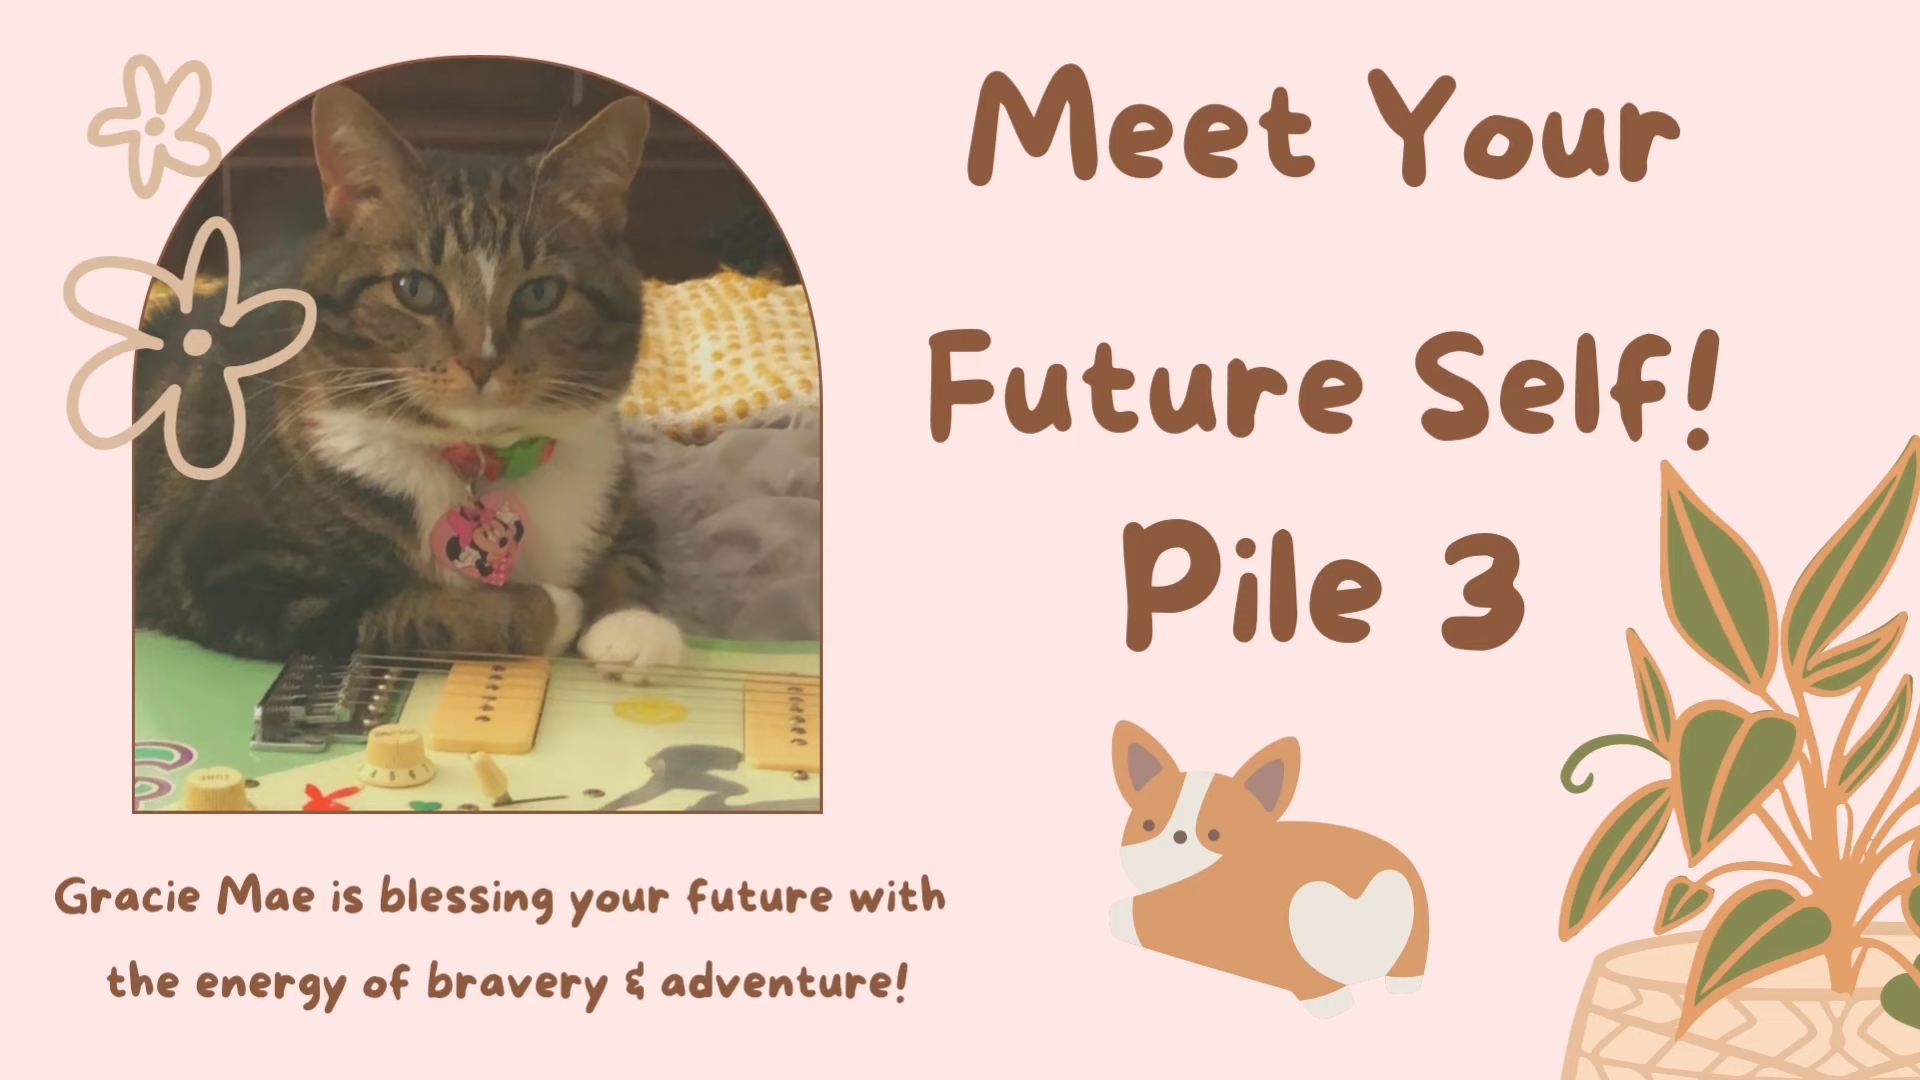 Meet Your
Future Self!
Pile 3
Gracie Mae is blessing your future with
the energy of bravery & adventure!